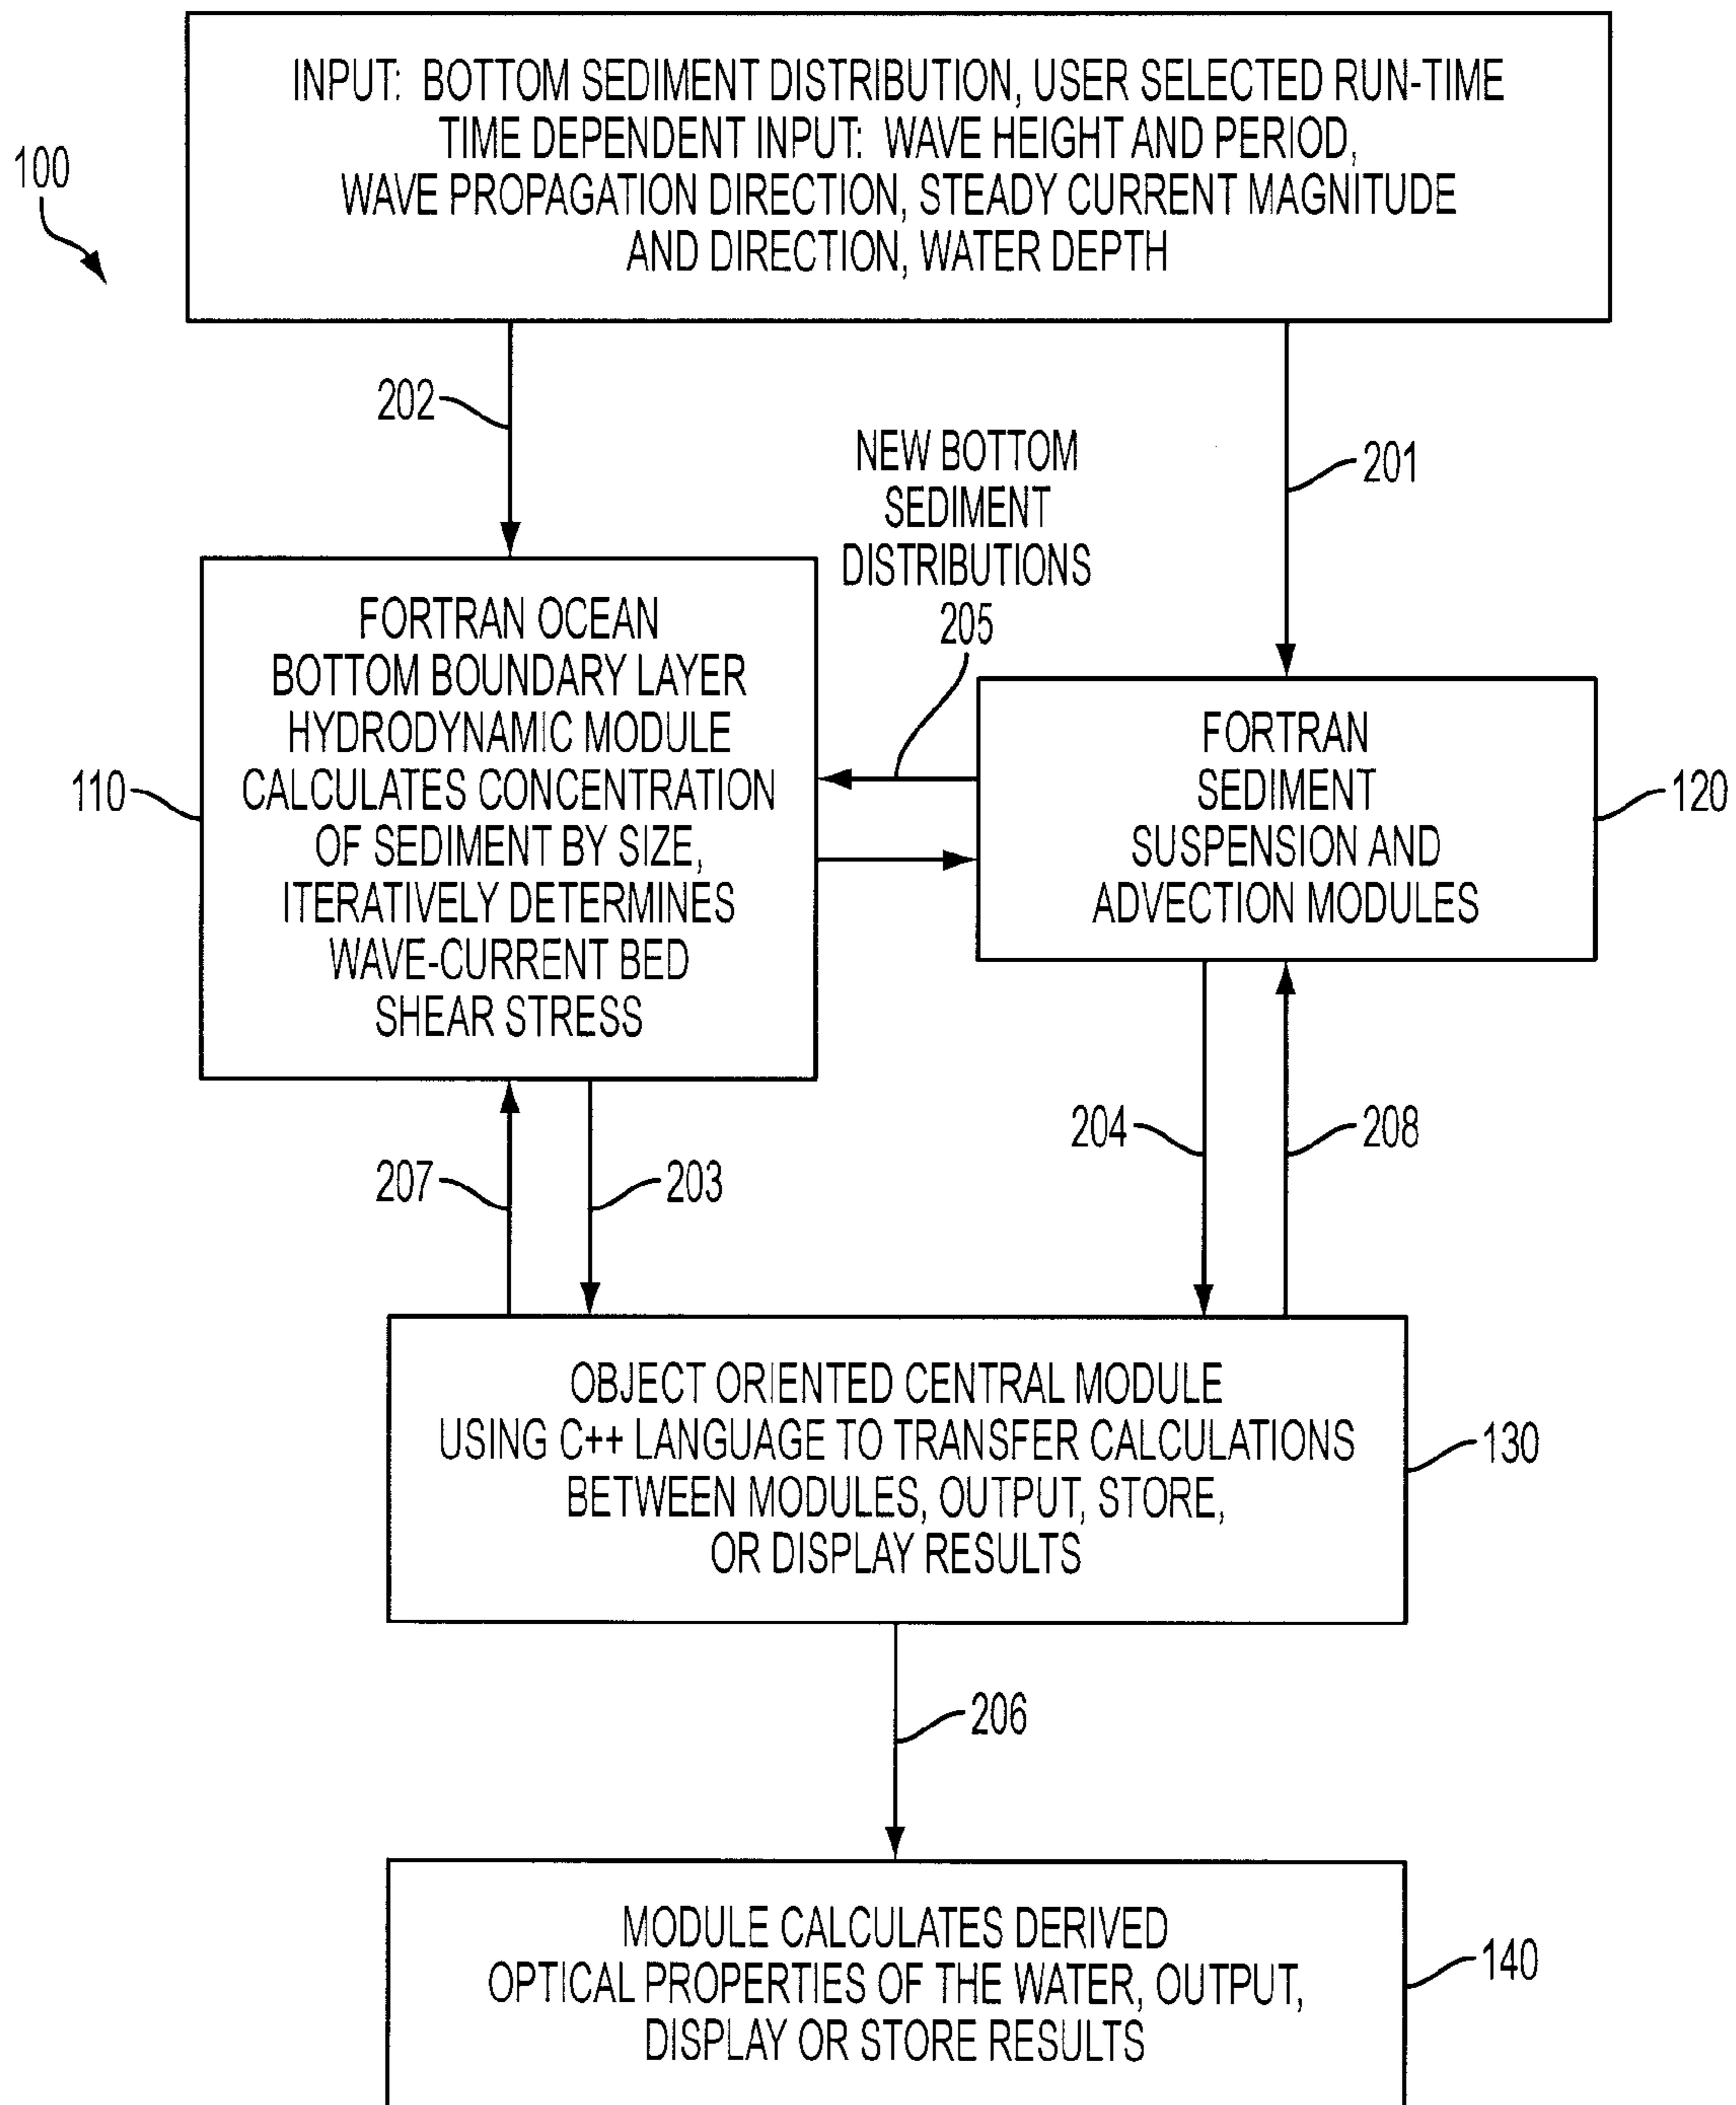 INPUT: BOTTOM SEDIMENT DISTRIBUTION, USER SELECTED RUN-TIME
TIME DEPENDENT INPUT: WAVE HEIGHT AND PERIOD,
WAVE PROPAGATION DIRECTION, STEADY CURRENT MAGNITUDE
AND DIRECTION, WATER DEPTH
100
202
201
NEW BOTTOM
SEDIMENT
DISTRIBUTIONS
205
FORTRAN OCEAN
BOTTOM BOUNDARY LAYER
HYDRODYNAMIC MODULE
CALCULATES CONCENTRATION
OF SEDIMENT BY SIZE,
ITERATIVELY DETERMINES
WAVE-CURRENT BED
SHEAR STRESS
110
FORTRAN
SEDIMENT
SUSPENSION AND
ADVECTION MODULES
120
207
203
204
208
OBJECT ORIENTED CENTRAL MODULE
USING C++ LANGUAGE TO TRANSFER CALCULATIONS
BETWEEN MODULES, OUTPUT, STORE,
OR DISPLAY RESULTS
130
206
MODULE CALCULATES DERIVED
OPTICAL PROPERTIES OF THE WATER, OUTPUT,
DISPLAY OR STORE RESULTS
140